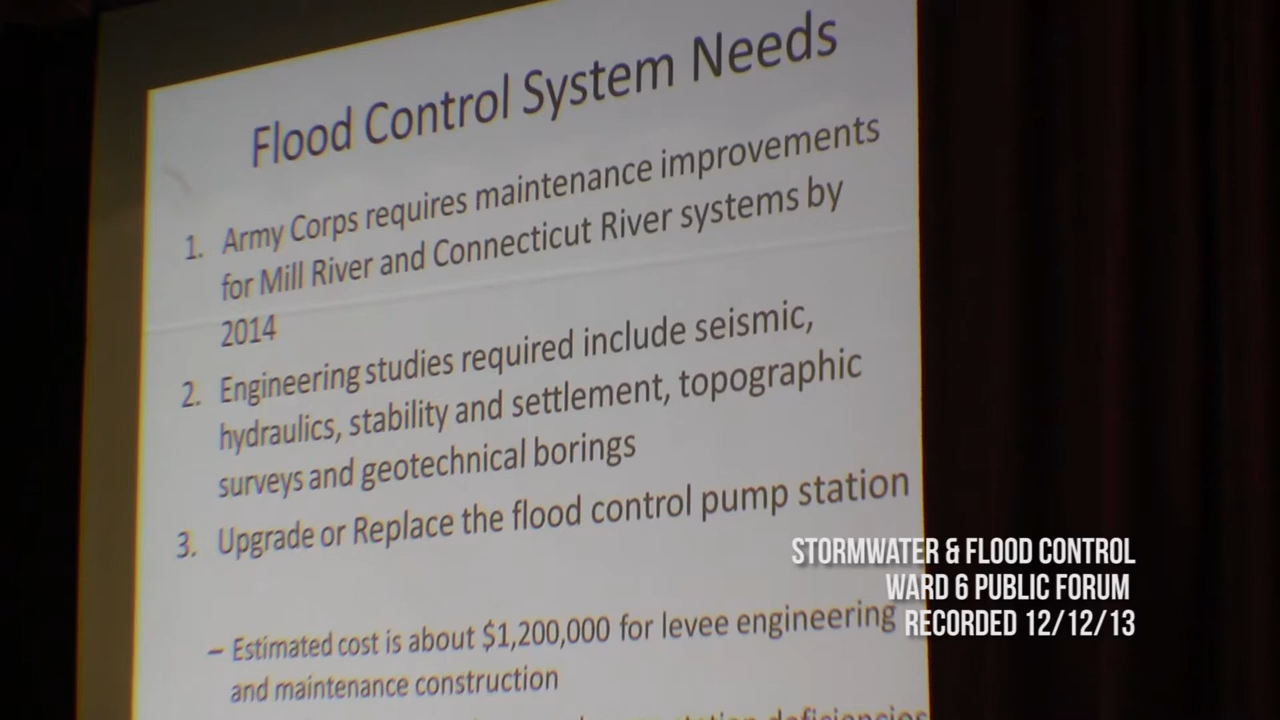 Flood Control System Needs
1. Army Corps requires maintenance improvements
for Mill River and Connecticut River systems by
2014
2. Engineering studies required include seismic,
hydraulics, stability and settlement, topographic
surveys and geotechnical borings
3. Upgrade or Replace the flood control pump station
– Estimated cost is about $1,200,000 for levee engineering
and maintenance construction
deficiencies
STORMWATER & FLOOD CONTROL
WARD 6 PUBLIC FORUM
RECORDED 12/12/13